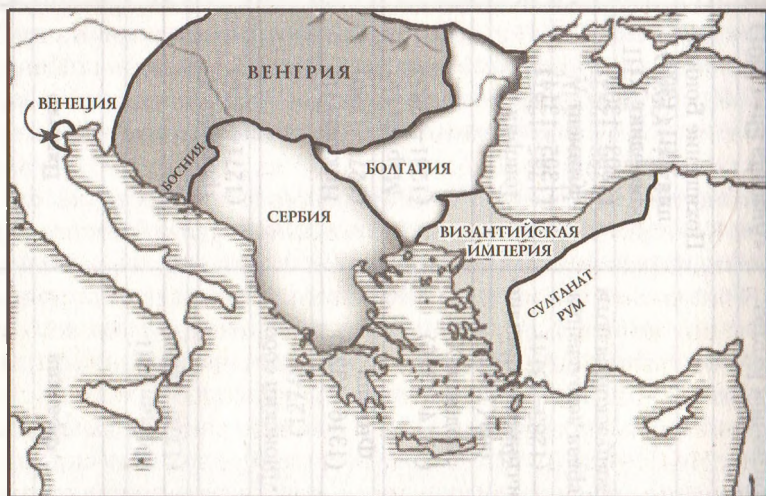 ВЕНГРИЯ
ВЕНЕЦИЯ
БОСНИЯ
БОЛГАРИЯ
СЕРБИЯ
ВИЗАНТИЙСКАЯ
ИМПЕРИЯ
СУЛТАНАТ
РУМ